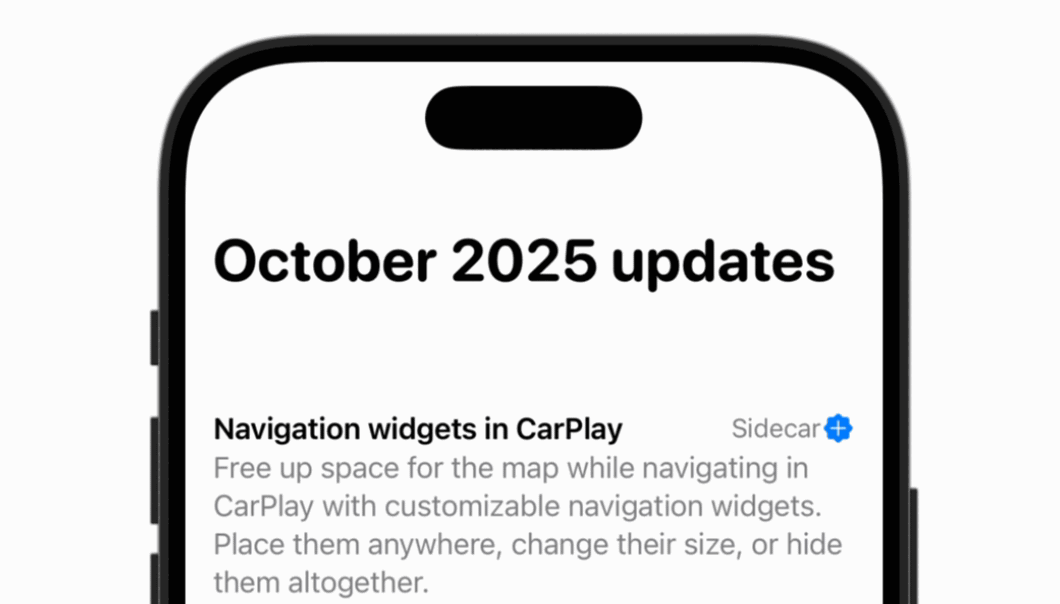 October 2025 updates
Navigation widgets in CarPlay Sidecar
Free up space for the map while navigating in
CarPlay with customizable navigation widgets.
Place them anywhere, change their size, or hide
them altogether.